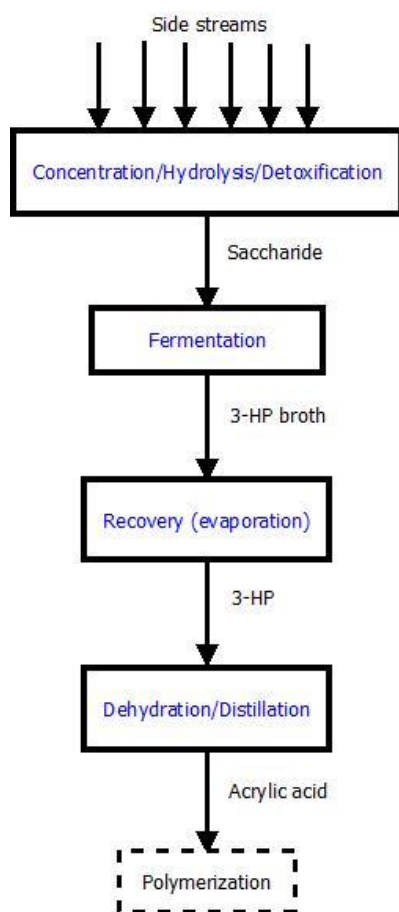 Side streams
Concentration/Hydrolysis/Detoxification
Saccharide
Fermentation
3-HP broth
Recovery (evaporation)
3-HP
Dehydration/Distillation
Acrylic acid
Polymerization